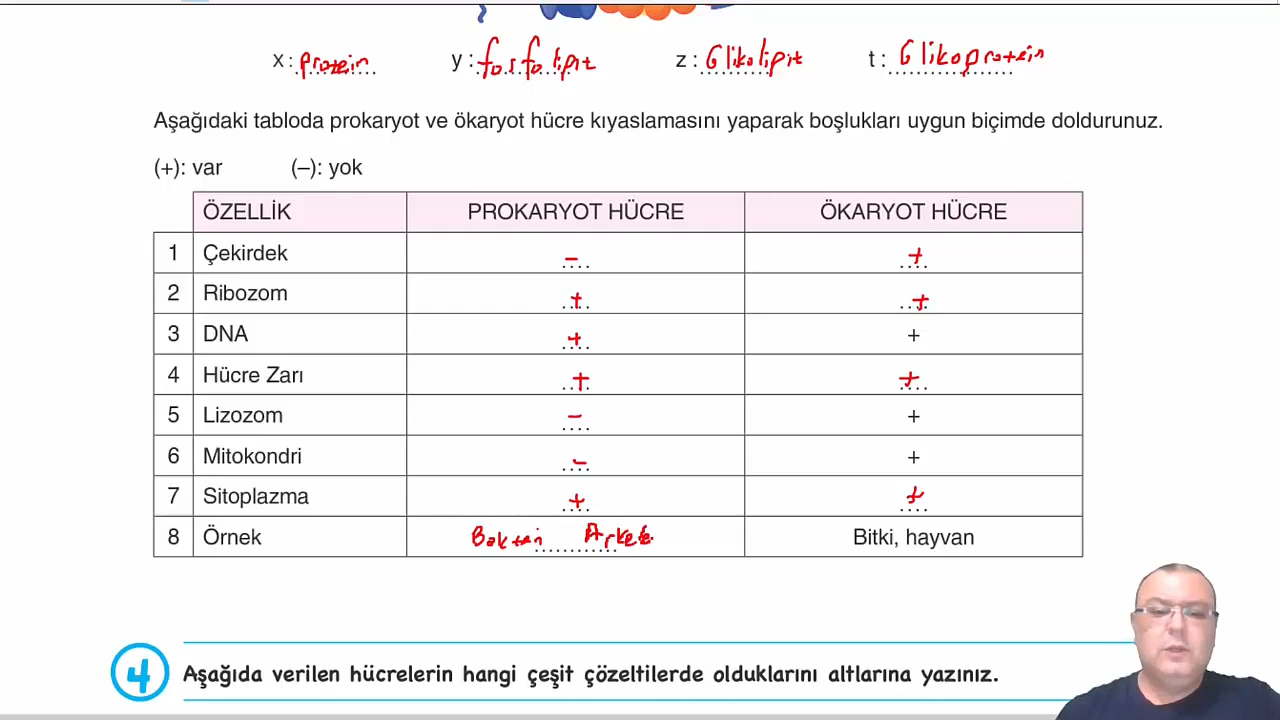 x : protein y : fosfolipit z : Glikolipit t : Glikoprotein
Aşağıdaki tabloda prokaryot ve ökaryot hücre kıyaslamasını yaparak boşlukları uygun biçimde doldurunuz.
(+): var (–): yok
ÖZELLİK PROKARYOT HÜCRE ÖKARYOT HÜCRE
1 Çekirdek - +
2 Ribozom + +
3 DNA + +
4 Hücre Zarı + +
5 Lizozom - +
6 Mitokondri - +
7 Sitoplazma + +
8 Örnek Bakteri Arkebe Bitki, hayvan
4 Aşağıda verilen hücrelerin hangi çeşit çözeltilerde olduklarını altlarına yazınız.